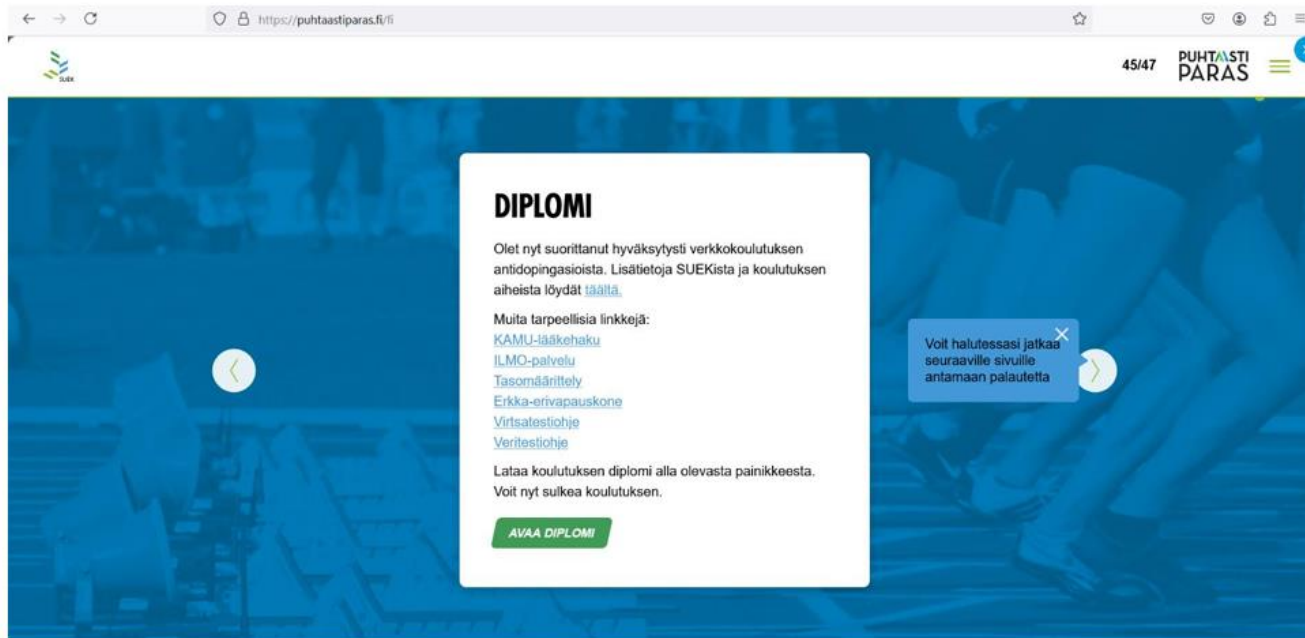 https://puhtaastiparas.fi/fi
SUEK
45/47
PUHTAASTI
PARAS
DIPLOMI
Olet nyt suorittanut hyväksytysti verkkokoulutuksen
antidopingasioista. Lisätietoja SUEKista ja koulutuksen
aiheista löydät täältä.
Muita tarpeellisia linkkejä:
KAMU-lääkehaku
ILMO-palvelu
Tasomäärittely
Erkka-erivapauskone
Virtsatestiohje
Veritestiohje
Lataa koulutuksen diplomi alla olevasta painikkeesta.
Voit nyt sulkea koulutuksen.
AVAA DIPLOMI
Voit halutessasi jatkaa
seuraaville sivuille
antamaan palautetta